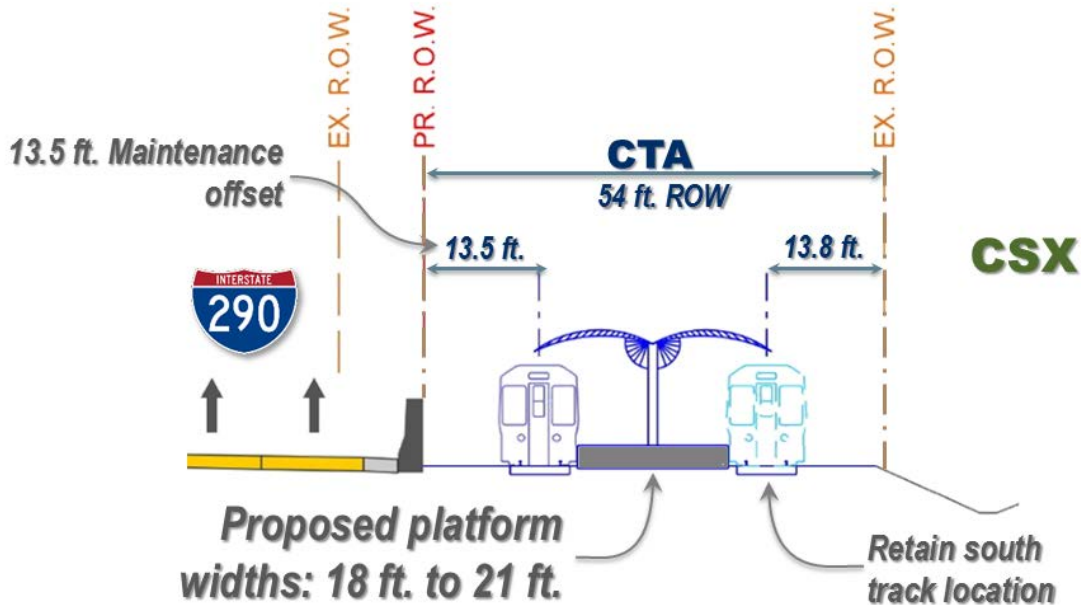 EX. R.O.W.
PR. R.O.W.
EX. R.O.W.
13.5 ft. Maintenance
offset
CTA
54 ft. ROW
13.5 ft.
13.8 ft.
CSX
INTERSTATE
290
Proposed platform
widths: 18 ft. to 21 ft.
Retain south
track location